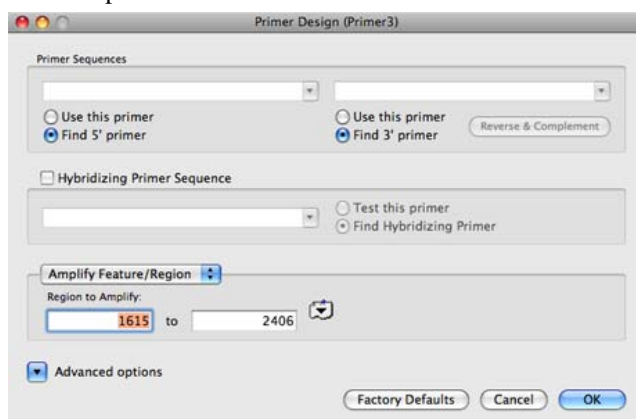 Primer Design (Primer3)
Primer Sequences
Use this primer Use this primer
Find 5' primer Find 3' primer Reverse & Complement
Hybridizing Primer Sequence
Test this primer
Find Hybridizing Primer
Amplify Feature/Region
Region to Amplify:
1615 to 2406
Advanced options
Factory Defaults Cancel OK